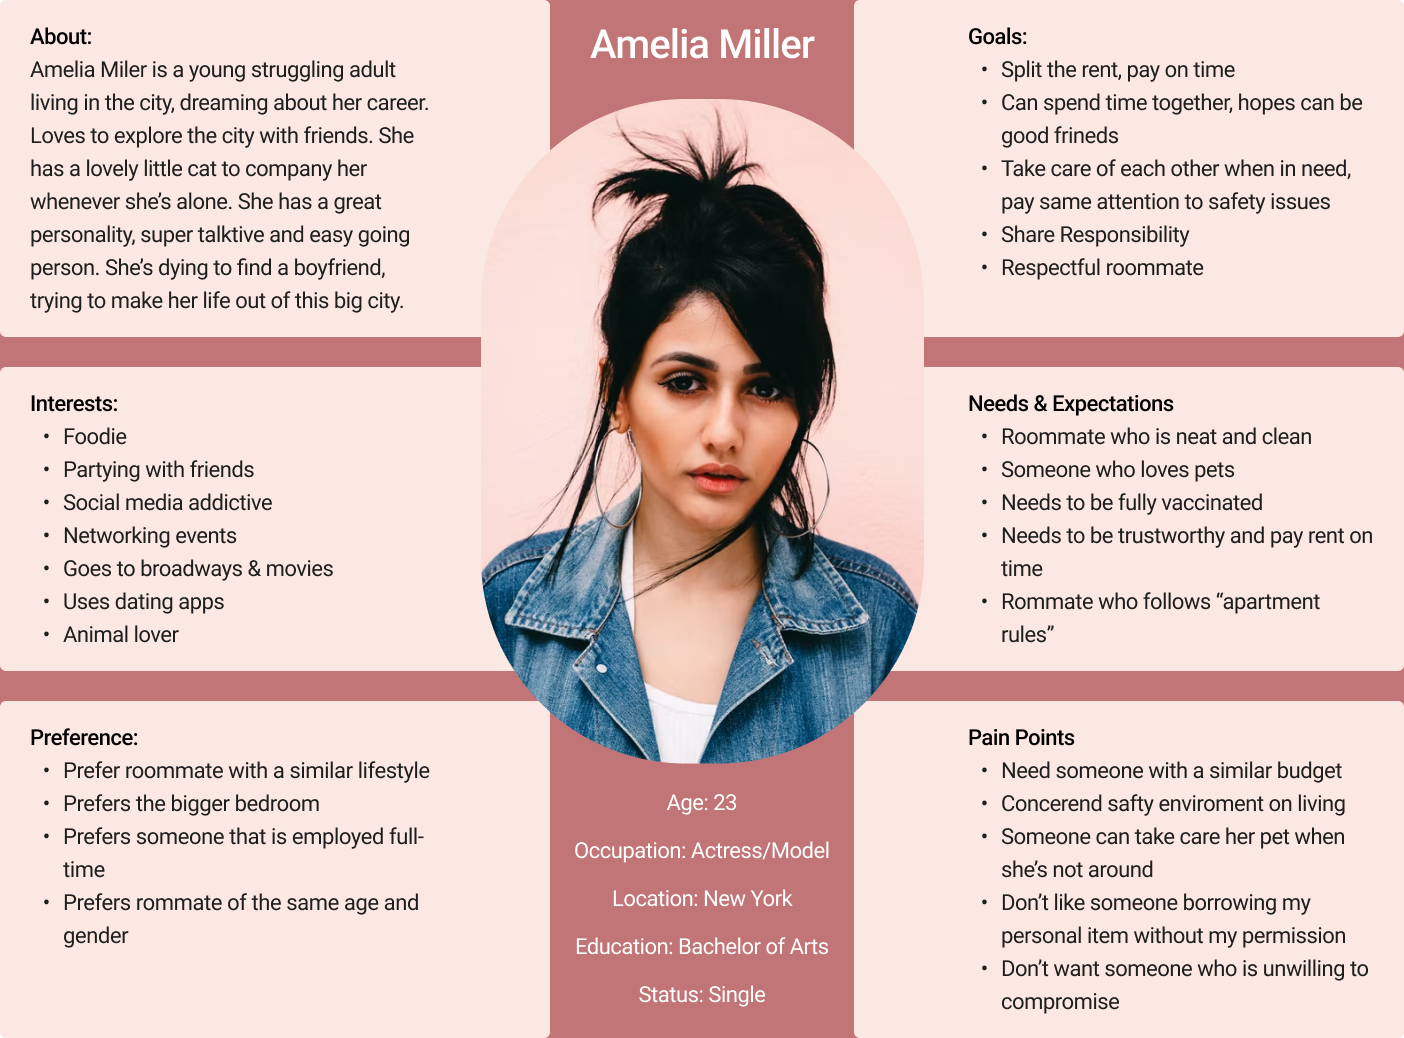 Amelia Miller
About:
Amelia Miler is a young struggling adult
living in the city, dreaming about her career.
Loves to explore the city with friends. She
has a lovely little cat to company her
whenever she’s alone. She has a great
personality, super talktive and easy going
person. She’s dying to find a boyfriend,
trying to make her life out of this big city.
Interests:
• Foodie
• Partying with friends
• Social media addictive
• Networking events
• Goes to broadways & movies
• Uses dating apps
• Animal lover
Preference:
• Prefer roommate with a similar lifestyle
• Prefers the bigger bedroom
• Prefers someone that is employed full-
time
• Prefers rommate of the same age and
gender
Age: 23
Occupation: Actress/Model
Location: New York
Education: Bachelor of Arts
Status: Single
Goals:
• Split the rent, pay on time
• Can spend time together, hopes can be
good frineds
• Take care of each other when in need,
pay same attention to safety issues
• Share Responsibility
• Respectful roommate
Needs & Expectations
• Roommate who is neat and clean
• Someone who loves pets
• Needs to be fully vaccinated
• Needs to be trustworthy and pay rent on
time
• Rommate who follows “apartment
rules”
Pain Points
• Need someone with a similar budget
• Concerend safty enviroment on living
• Someone can take care her pet when
she’s not around
• Don’t like someone borrowing my
personal item without my permission
• Don’t want someone who is unwilling to
compromise